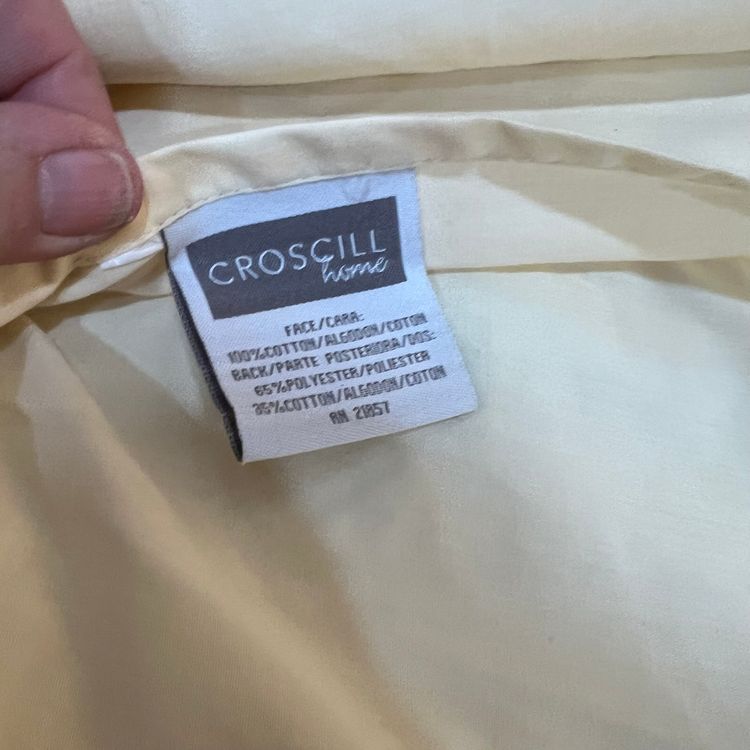 CROSCILL
home
FACE/CARA:
100%COTTON/ALGODON/COTON
BACK/PARTE POSTERIORA/DOS:
65%POLYESTER/POLIESTER
35%COTTON/ALGODON/COTON
RN 21857